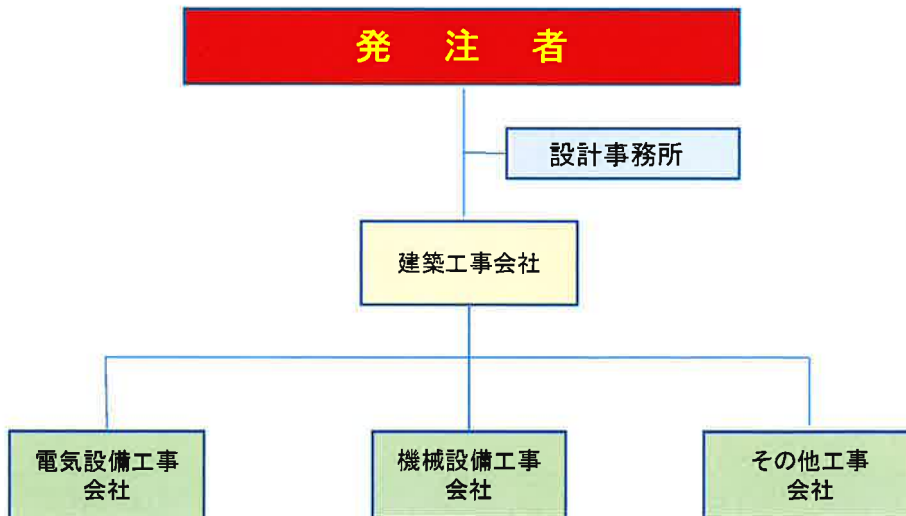 発 注 者
設計事務所
建築工事会社
電気設備工事
会社
機械設備工事
会社
その他工事
会社